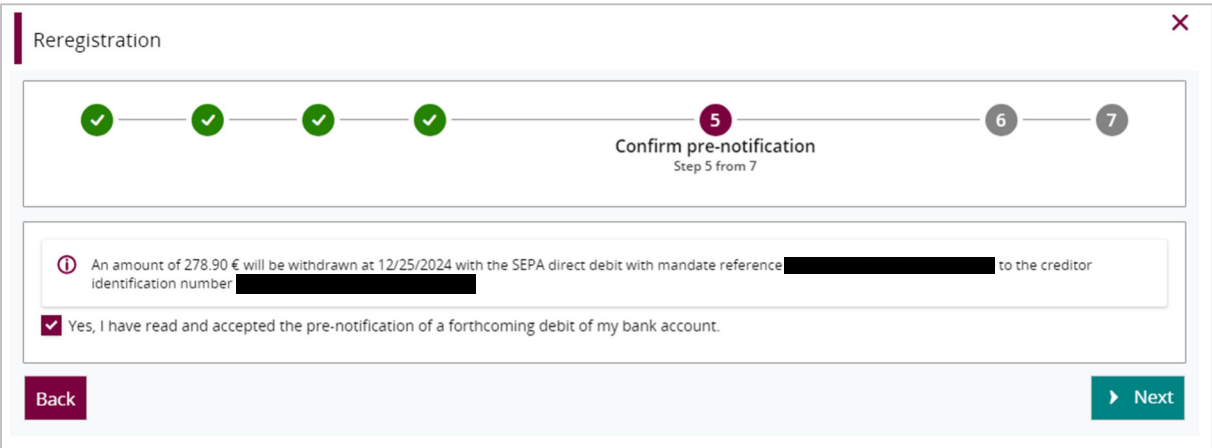 Reregistration
5
6
7
Confirm pre-notification
Step 5 from 7
An amount of 278.90 € will be withdrawn at 12/25/2024 with the SEPA direct debit with mandate reference to the creditor
identification number
Yes, I have read and accepted the pre-notification of a forthcoming debit of my bank account.
Back
Next